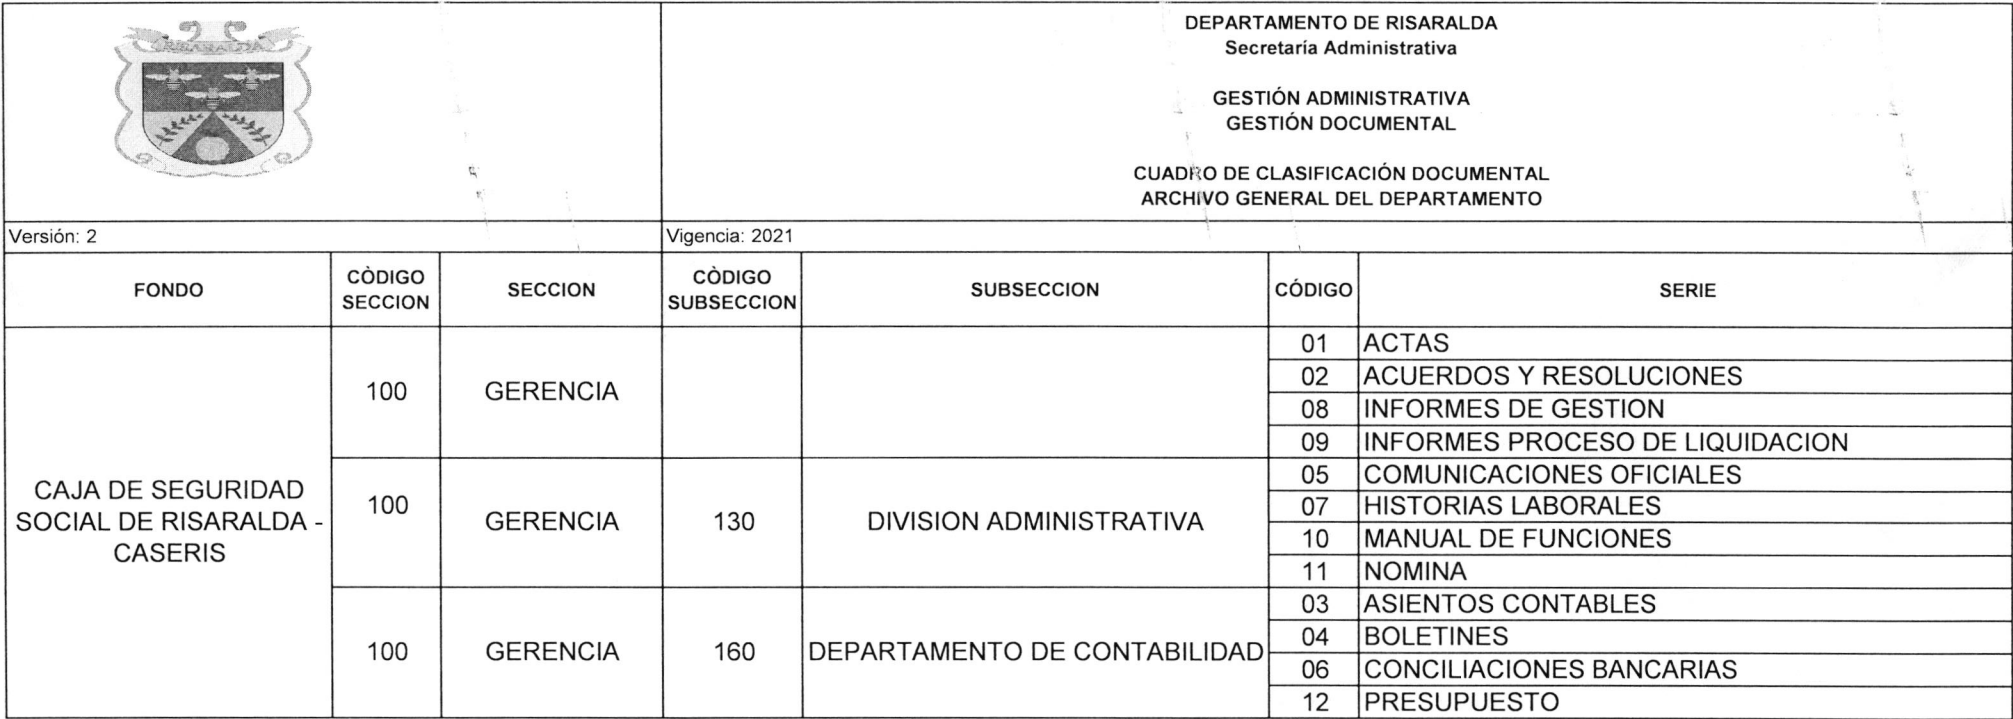 RISARALDA
DEPARTAMENTO DE RISARALDA
Secretaría Administrativa
GESTIÓN ADMINISTRATIVA
GESTIÓN DOCUMENTAL
CUADRO DE CLASIFICACIÓN DOCUMENTAL
ARCHIVO GENERAL DEL DEPARTAMENTO
Versión: 2
Vigencia: 2021
FONDO
CÒDIGO
SECCION
SECCION
CÒDIGO
SUBSECCION
SUBSECCION
CÓDIGO
SERIE
CAJA DE SEGURIDAD
SOCIAL DE RISARALDA -
CASERIS
100
GERENCIA
01 ACTAS
02 ACUERDOS Y RESOLUCIONES
08 INFORMES DE GESTION
09 INFORMES PROCESO DE LIQUIDACION
100
GERENCIA
130
DIVISION ADMINISTRATIVA
05 COMUNICACIONES OFICIALES
07 HISTORIAS LABORALES
10 MANUAL DE FUNCIONES
11 NOMINA
100
GERENCIA
160
DEPARTAMENTO DE CONTABILIDAD
03 ASIENTOS CONTABLES
04 BOLETINES
06 CONCILIACIONES BANCARIAS
12 PRESUPUESTO